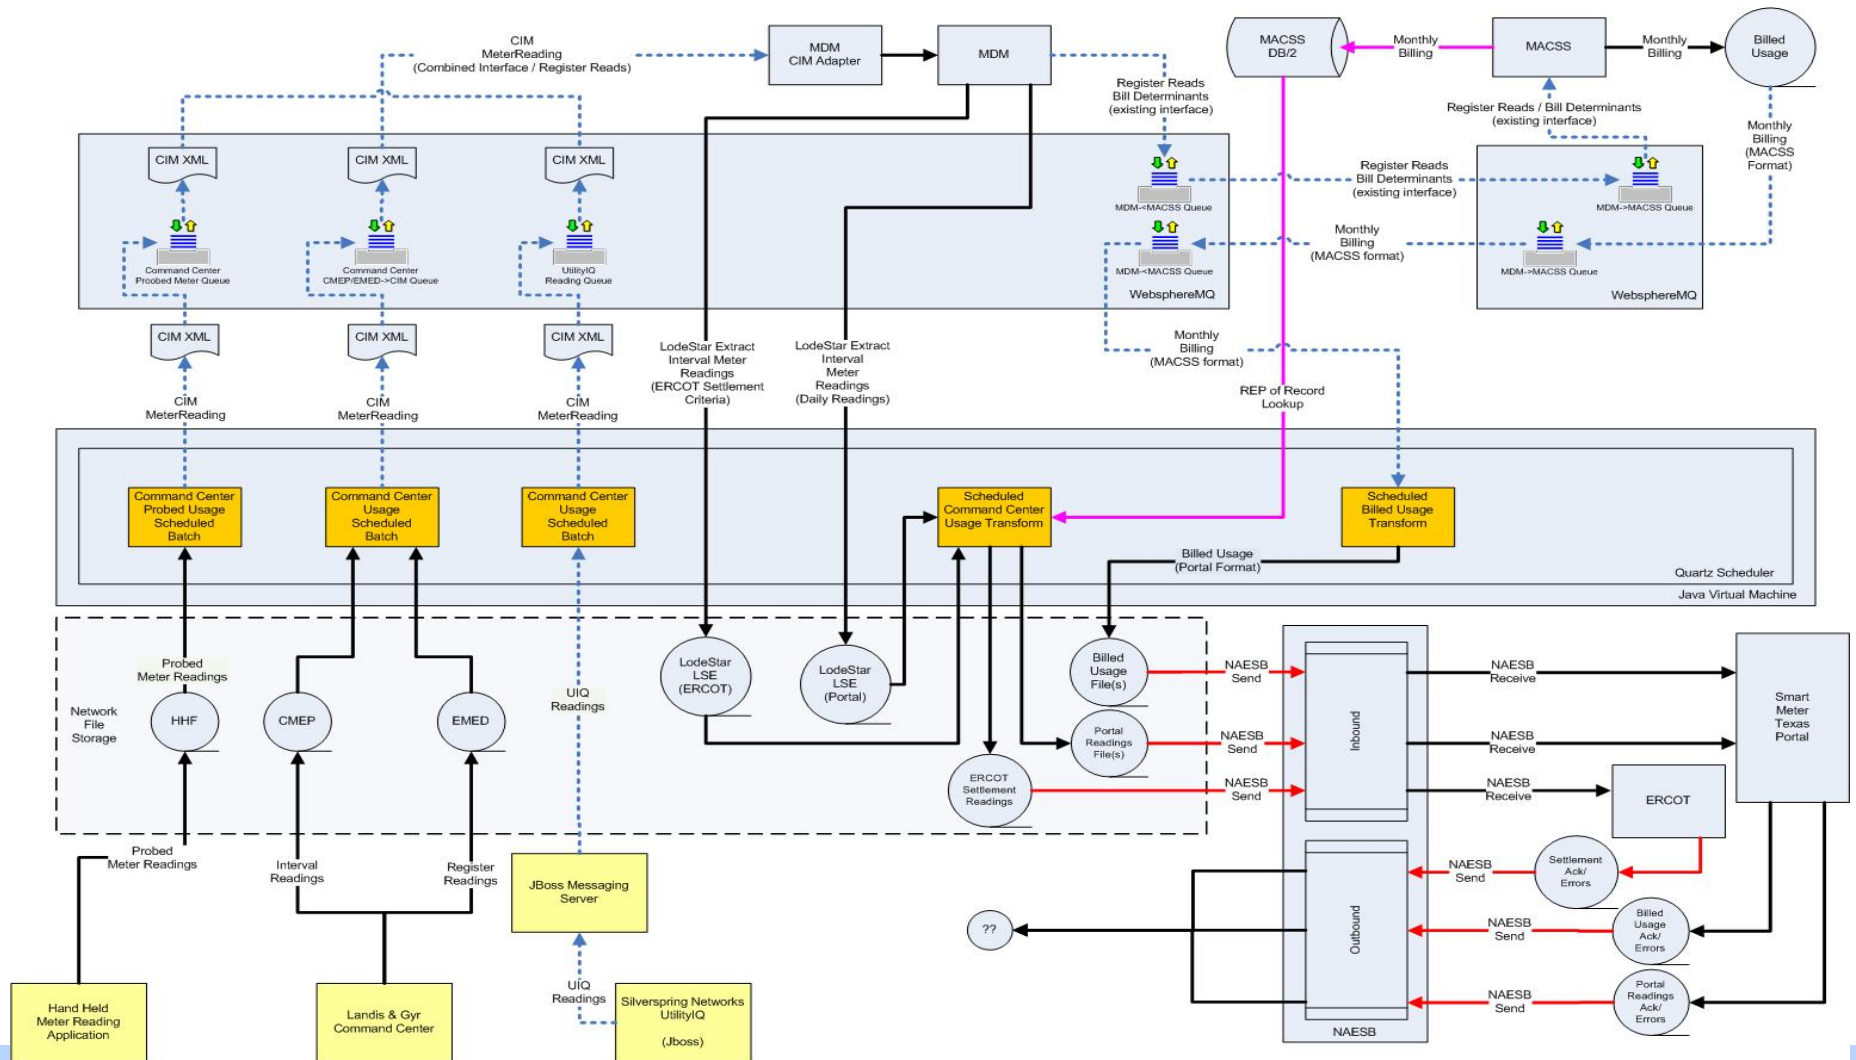 CIM
MeterReading
(Combined Interface / Register Reads)
MDM
CIM Adapter
MDM
MACSS
DB/2
Monthly
Billing
MACSS
Monthly
Billing
Billed
Usage
Register Reads
Bill Determinants
(existing interface)
Register Reads / Bill Determinants
(existing interface)
Monthly
Billing
(MACSS
Format)
CIM XML
CIM XML
CIM XML
Register Reads
Bill Determinants
(existing interface)
MDM-<MACSS Queue
MDM->MACSS Queue
Command Center
Proobed Meter Queue
Command Center
CMEP/EMED->CIM Queue
UtilityIQ
Reading Queue
MDM-<MACSS Queue
Monthly
Billing
(MACSS format)
MDM->MACSS Queue
WebsphereMQ
WebsphereMQ
CIM XML
CIM XML
CIM XML
LodeStar Extract
Interval Meter
Readings
(ERCOT Settlement
Criteria)
LodeStar Extract
Interval
Meter
Readings
(Daily Readings)
Monthly
Billing
(MACSS format)
REP of Record
Lookup
CIM
MeterReading
CIM
MeterReading
CIM
MeterReading
Command Center
Probed Usage
Scheduled
Batch
Command Center
Usage
Scheduled
Batch
Command Center
Usage
Scheduled
Batch
Scheduled
Command Center
Usage Transform
Scheduled
Billed Usage
Transform
Billed Usage
(Portal Format)
Quartz Scheduler
Java Virtual Machine
Probed
Meter Readings
Network
File
Storage
HHF
CMEP
EMED
UIQ
Readings
LodeStar
LSE
(ERCOT)
LodeStar
LSE
(Portal)
Billed
Usage
File(s)
NAESB
Send
Inbound
NAESB
Receive
Smart
Meter
Texas
Portal
Portal
Readings
File(s)
NAESB
Send
NAESB
Receive
ERCOT
Settlement
Readings
NAESB
Send
NAESB
Receive
ERCOT
Probed
Meter Readings
Interval
Readings
Register
Readings
JBoss Messaging
Server
NAESB
Send
Settlement
Ack/
Errors
??
Outbound
NAESB
Send
Billed
Usage
Ack/
Errors
UIQ
Readings
NAESB
Send
Portal
Readings
Ack/
Errors
NAESB
Hand Held
Meter Reading
Application
Landis & Gyr
Command Center
Silverspring Networks
UtilityIQ
(Jboss)